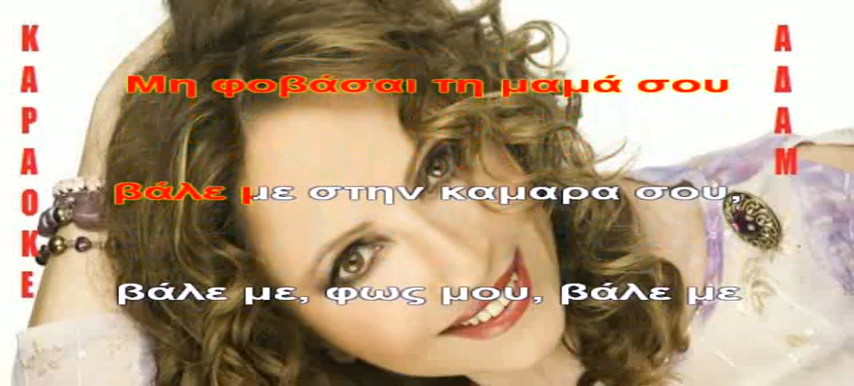 ΚΑΡΑΟΚΕ
Μη φοβάσαι τη μαμά σου
βάλε με στην καμαρα σου,
βάλε με, φως μου, βάλε με
ΑΔΑΜ